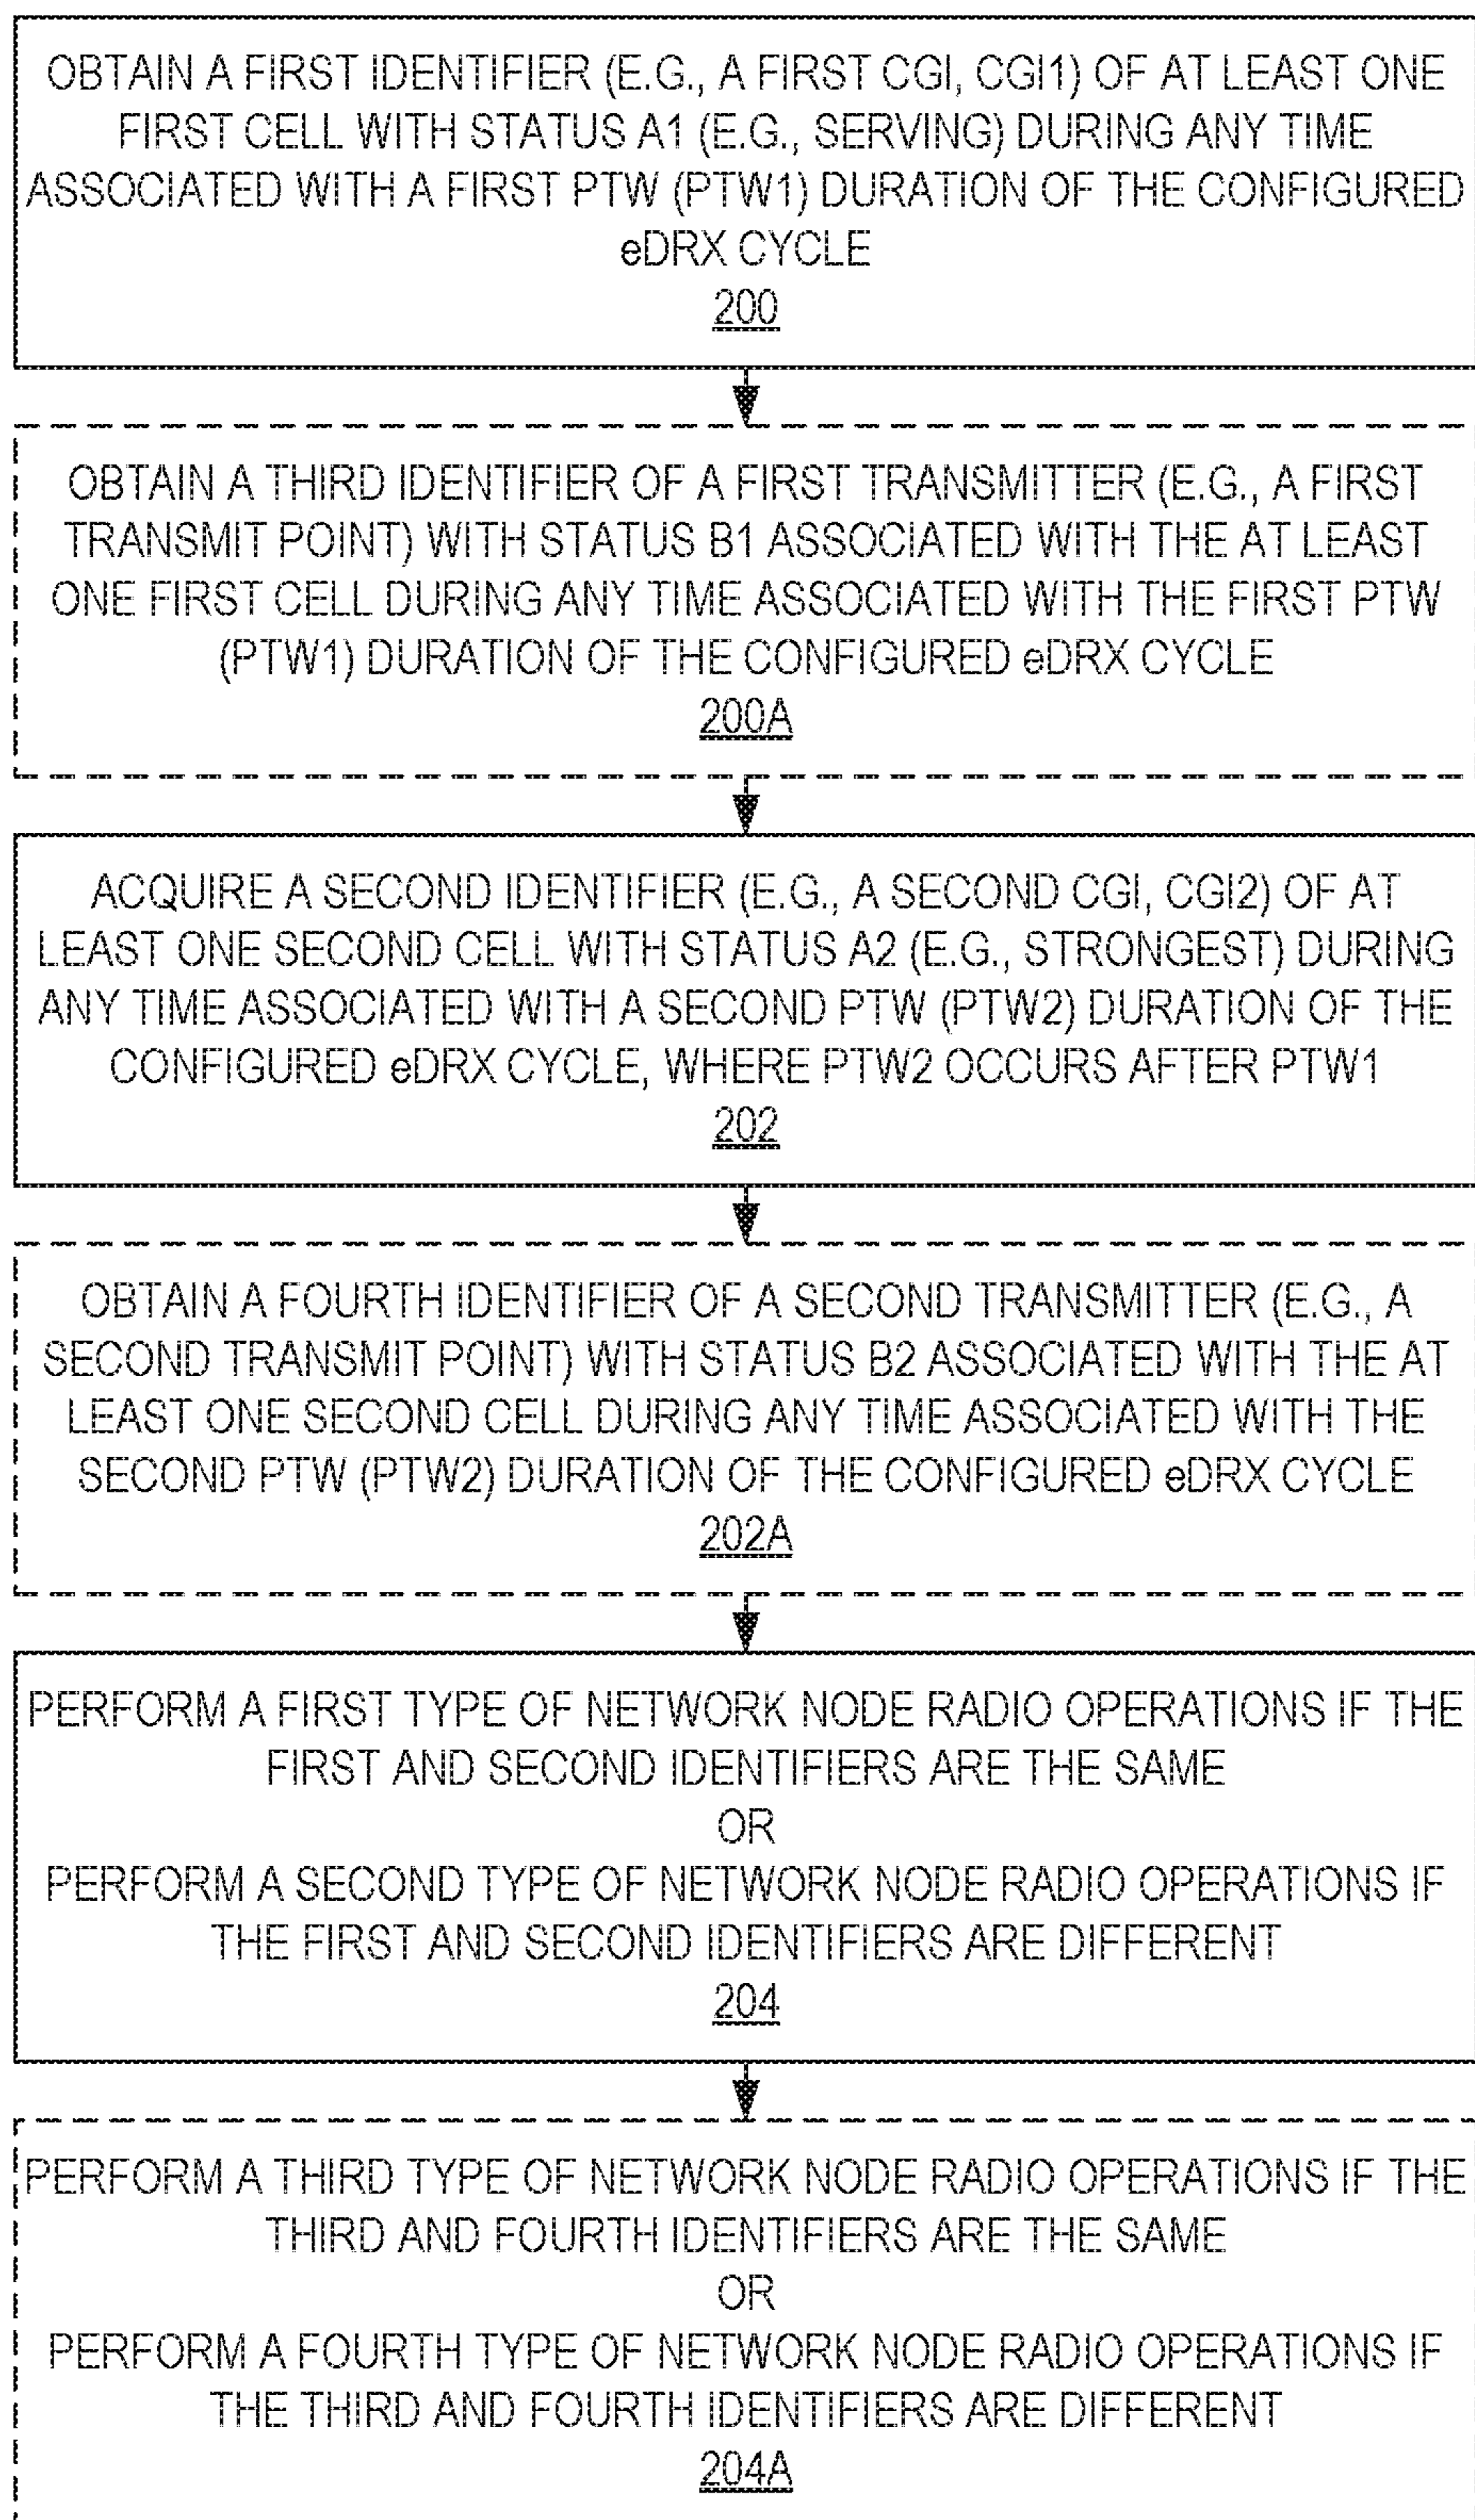 OBTAIN A FIRST IDENTIFIER (E.G., A FIRST CGI, CGI1) OF AT LEAST ONE
FIRST CELL WITH STATUS A1 (E.G., SERVING) DURING ANY TIME
ASSOCIATED WITH A FIRST PTW (PTW1) DURATION OF THE CONFIGURED
eDRX CYCLE
200
OBTAIN A THIRD IDENTIFIER OF A FIRST TRANSMITTER (E.G., A FIRST
TRANSMIT POINT) WITH STATUS B1 ASSOCIATED WITH THE AT LEAST
ONE FIRST CELL DURING ANY TIME ASSOCIATED WITH THE FIRST PTW
(PTW1) DURATION OF THE CONFIGURED eDRX CYCLE
200A
ACQUIRE A SECOND IDENTIFIER (E.G., A SECOND CGI, CGI2) OF AT
LEAST ONE SECOND CELL WITH STATUS A2 (E.G., STRONGEST) DURING
ANY TIME ASSOCIATED WITH A SECOND PTW (PTW2) DURATION OF THE
CONFIGURED eDRX CYCLE, WHERE PTW2 OCCURS AFTER PTW1
202
OBTAIN A FOURTH IDENTIFIER OF A SECOND TRANSMITTER (E.G., A
SECOND TRANSMIT POINT) WITH STATUS B2 ASSOCIATED WITH THE AT
LEAST ONE SECOND CELL DURING ANY TIME ASSOCIATED WITH THE
SECOND PTW (PTW2) DURATION OF THE CONFIGURED eDRX CYCLE
202A
PERFORM A FIRST TYPE OF NETWORK NODE RADIO OPERATIONS IF THE
FIRST AND SECOND IDENTIFIERS ARE THE SAME
OR
PERFORM A SECOND TYPE OF NETWORK NODE RADIO OPERATIONS IF
THE FIRST AND SECOND IDENTIFIERS ARE DIFFERENT
204
PERFORM A THIRD TYPE OF NETWORK NODE RADIO OPERATIONS IF THE
THIRD AND FOURTH IDENTIFIERS ARE THE SAME
OR
PERFORM A FOURTH TYPE OF NETWORK NODE RADIO OPERATIONS IF
THE THIRD AND FOURTH IDENTIFIERS ARE DIFFERENT
204A